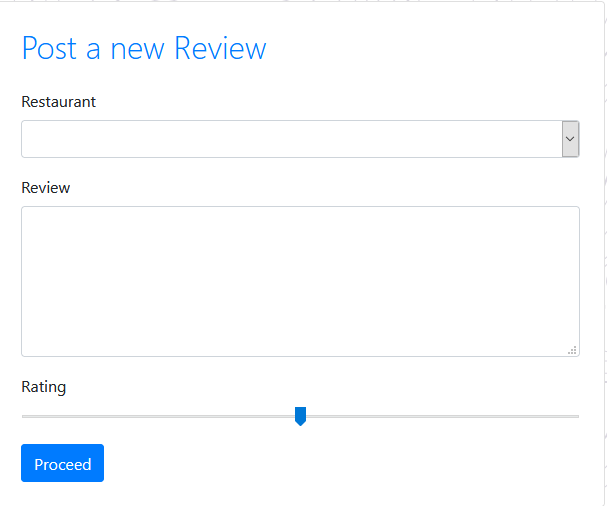 Post a new Review
Restaurant
Review
Rating
Proceed